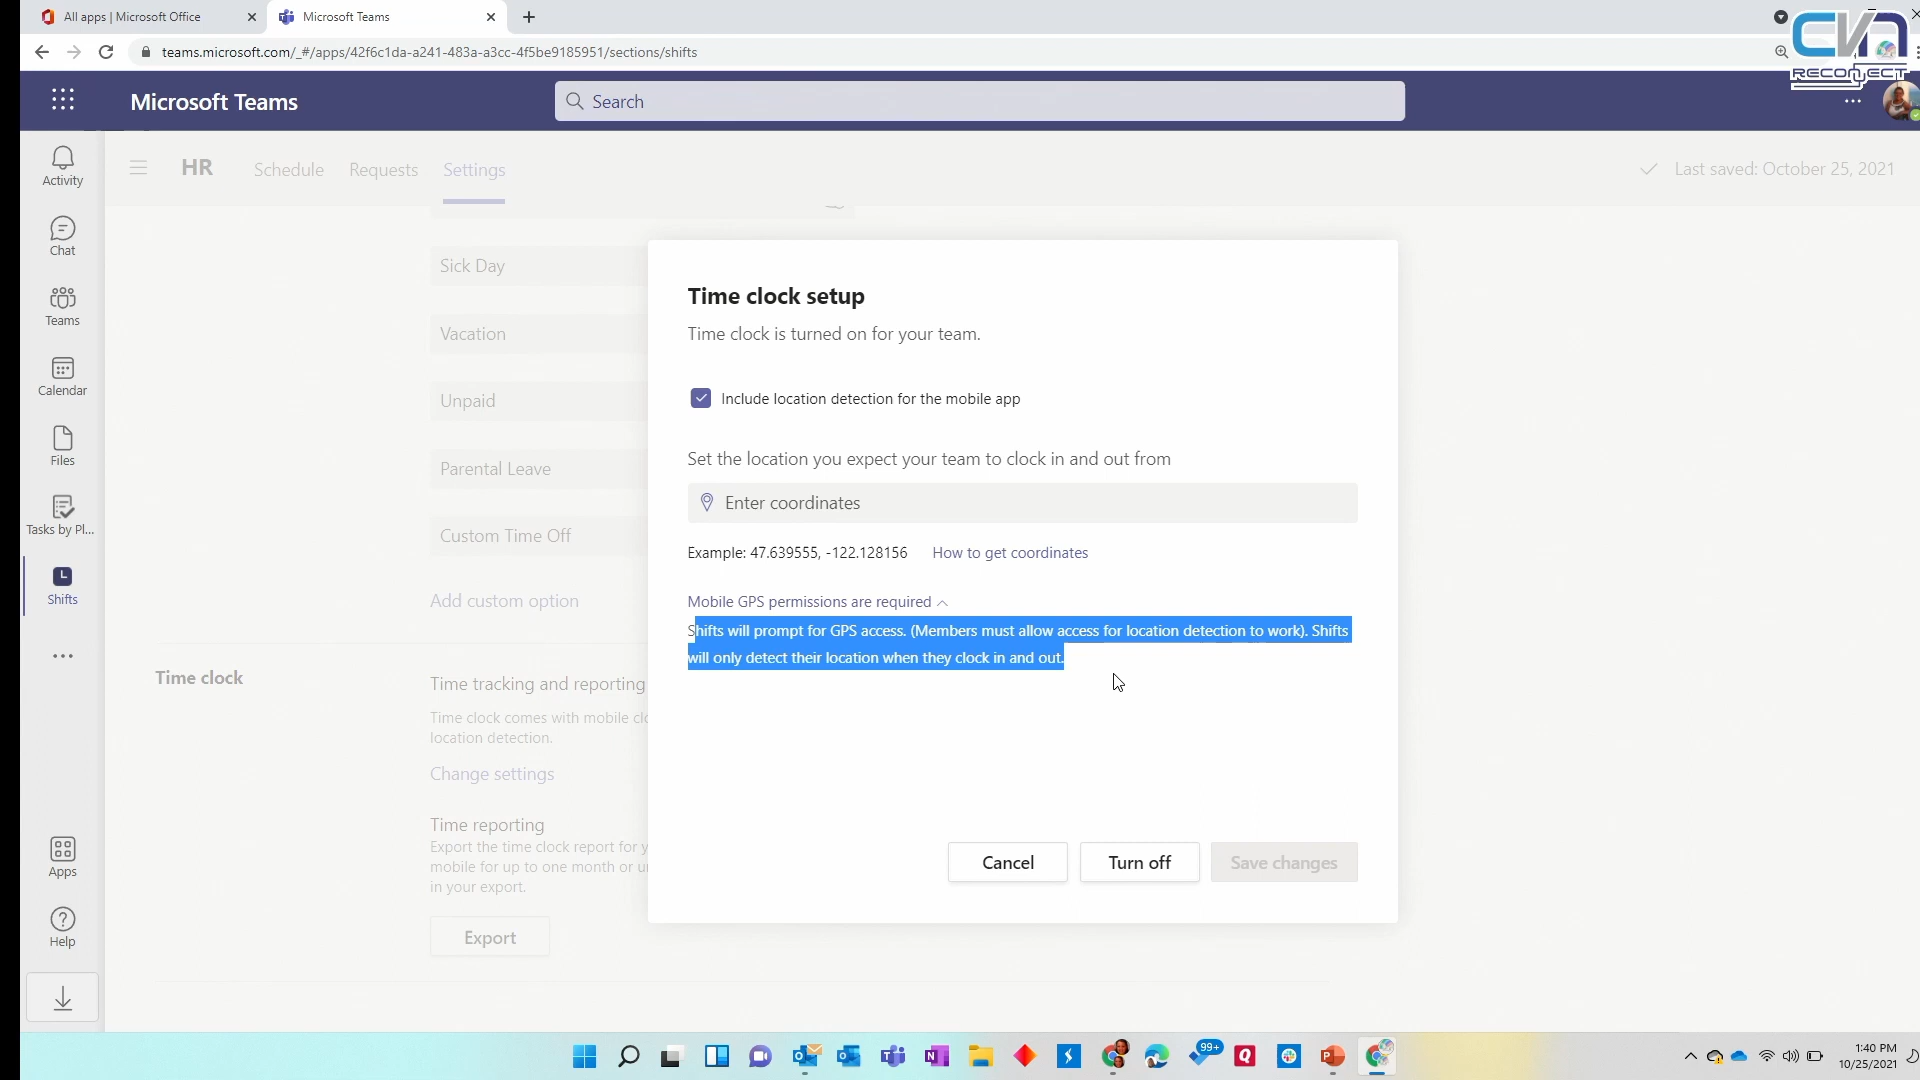 All apps | Microsoft Office
Microsoft Teams
teams.microsoft.com/_#/apps/42f6c1da-a241-483a-a3cc-4f5be9185951/sections/shifts
CVN
RECONNECT
Microsoft Teams
Search
HR
Schedule
Requests
Settings
Last saved: October 25, 2021
Activity
Chat
Teams
Calendar
Files
Tasks by Pl...
Shifts
Apps
Help
Sick Day
Vacation
Unpaid
Parental Leave
Custom Time Off
Add custom option
Time clock
Time tracking and reporting
Time clock comes with mobile clo
location detection.
Change settings
Time reporting
Export the time clock report for y
mobile for up to one month or u
in your export.
Export
Time clock setup
Time clock is turned on for your team.
Include location detection for the mobile app
Set the location you expect your team to clock in and out from
Enter coordinates
Example: 47.639555, -122.128156
How to get coordinates
Mobile GPS permissions are required
Shifts will prompt for GPS access. (Members must allow access for location detection to work). Shifts
will only detect their location when they clock in and out.
Cancel
Turn off
Save changes
99+
1:40 PM
10/25/2021